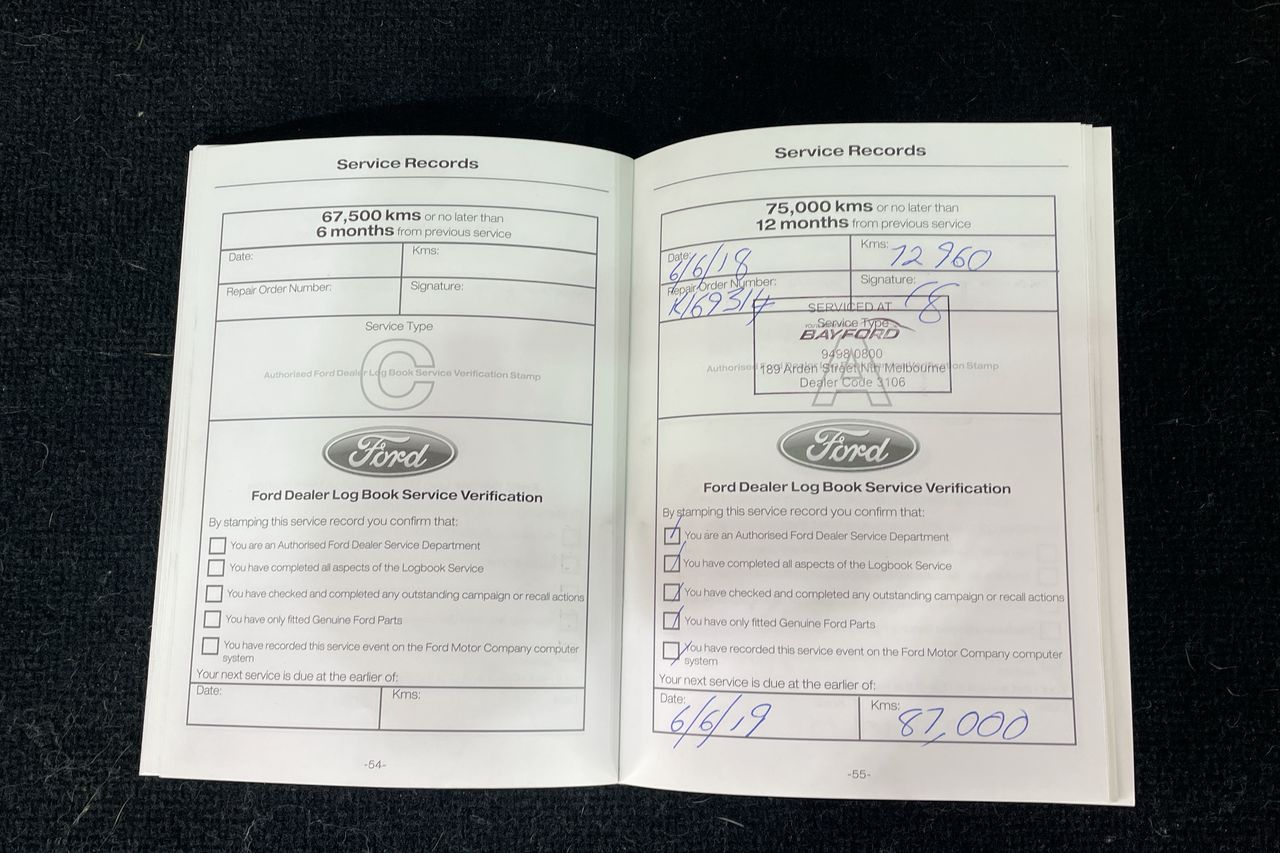 Service Records
67,500 kms or no later than
6 months from previous service
Date:
Kms:
Repair Order Number:
Signature:
Service Type
C
Authorised Ford Dealer Log Book Service Verification Stamp
Ford
Ford Dealer Log Book Service Verification
By stamping this service record you confirm that:
You are an Authorised Ford Dealer Service Department
You have completed all aspects of the Logbook Service
You have checked and completed any outstanding campaign or recall actions
You have only fitted Genuine Ford Parts
You have recorded this service event on the Ford Motor Company computer
system
Your next service is due at the earlier of:
Date:
Kms:
-54-
Service Records
75,000 kms or no later than
12 months from previous service
Date: 6/6/18
Kms: 72 960
Repair Order Number:
Signature:
SERVICED AT
Service Type
BAYFORD
9498 0800
189 Arden Street Nth Melbourne
Dealer Code 3106
A
Authorised Ford Dealer Log Book Service Verification Stamp
Ford
Ford Dealer Log Book Service Verification
By stamping this service record you confirm that:
You are an Authorised Ford Dealer Service Department
You have completed all aspects of the Logbook Service
You have checked and completed any outstanding campaign or recall actions
You have only fitted Genuine Ford Parts
You have recorded this service event on the Ford Motor Company computer
system
Your next service is due at the earlier of:
Date: 6/6/19
Kms: 87,000
-55-